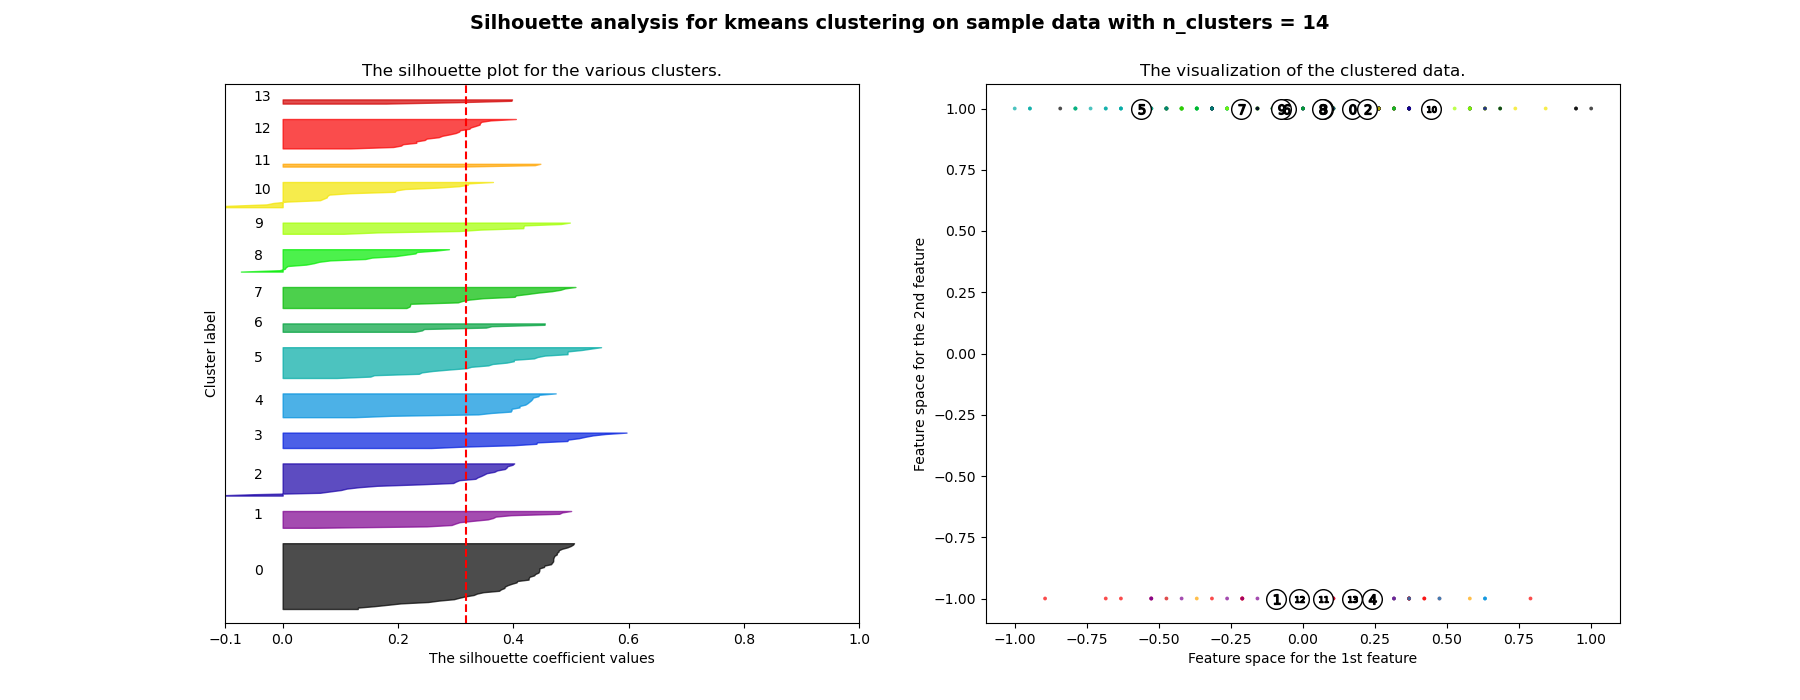 Silhouette analysis for kmeans clustering on sample data with n_clusters = 14
The silhouette plot for the various clusters.
13
12
11
10
9
8
7
6
5
4
3
2
1
0
Cluster label
−0.1 0.0 0.2 0.4 0.6 0.8 1.0
The silhouette coefficient values
The visualization of the clustered data.
1.00
0.75
0.50
0.25
0.00
−0.25
−0.50
−0.75
−1.00
Feature space for the 2nd feature
5 7 9 6 8 0 2 10
1 12 11 13 4
−1.00 −0.75 −0.50 −0.25 0.00 0.25 0.50 0.75 1.00
Feature space for the 1st feature